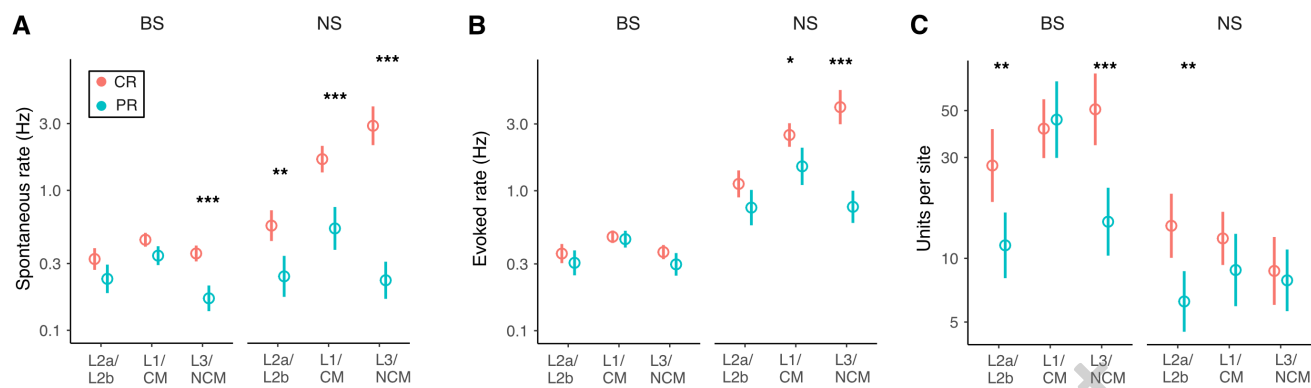 A
BS
NS
CR
PR
Spontaneous rate (Hz)
3.0
1.0
0.3
0.1
**
***
***
***
L2a/
L2b
L1/
CM
L3/
NCM
L2a/
L2b
L1/
CM
L3/
NCM
B
BS
NS
Evoked rate (Hz)
3.0
1.0
0.3
0.1
*
***
L2a/
L2b
L1/
CM
L3/
NCM
L2a/
L2b
L1/
CM
L3/
NCM
C
BS
NS
Units per site
50
30
10
5
**
***
**
L2a/
L2b
L1/
CM
L3/
NCM
L2a/
L2b
L1/
CM
L3/
NCM